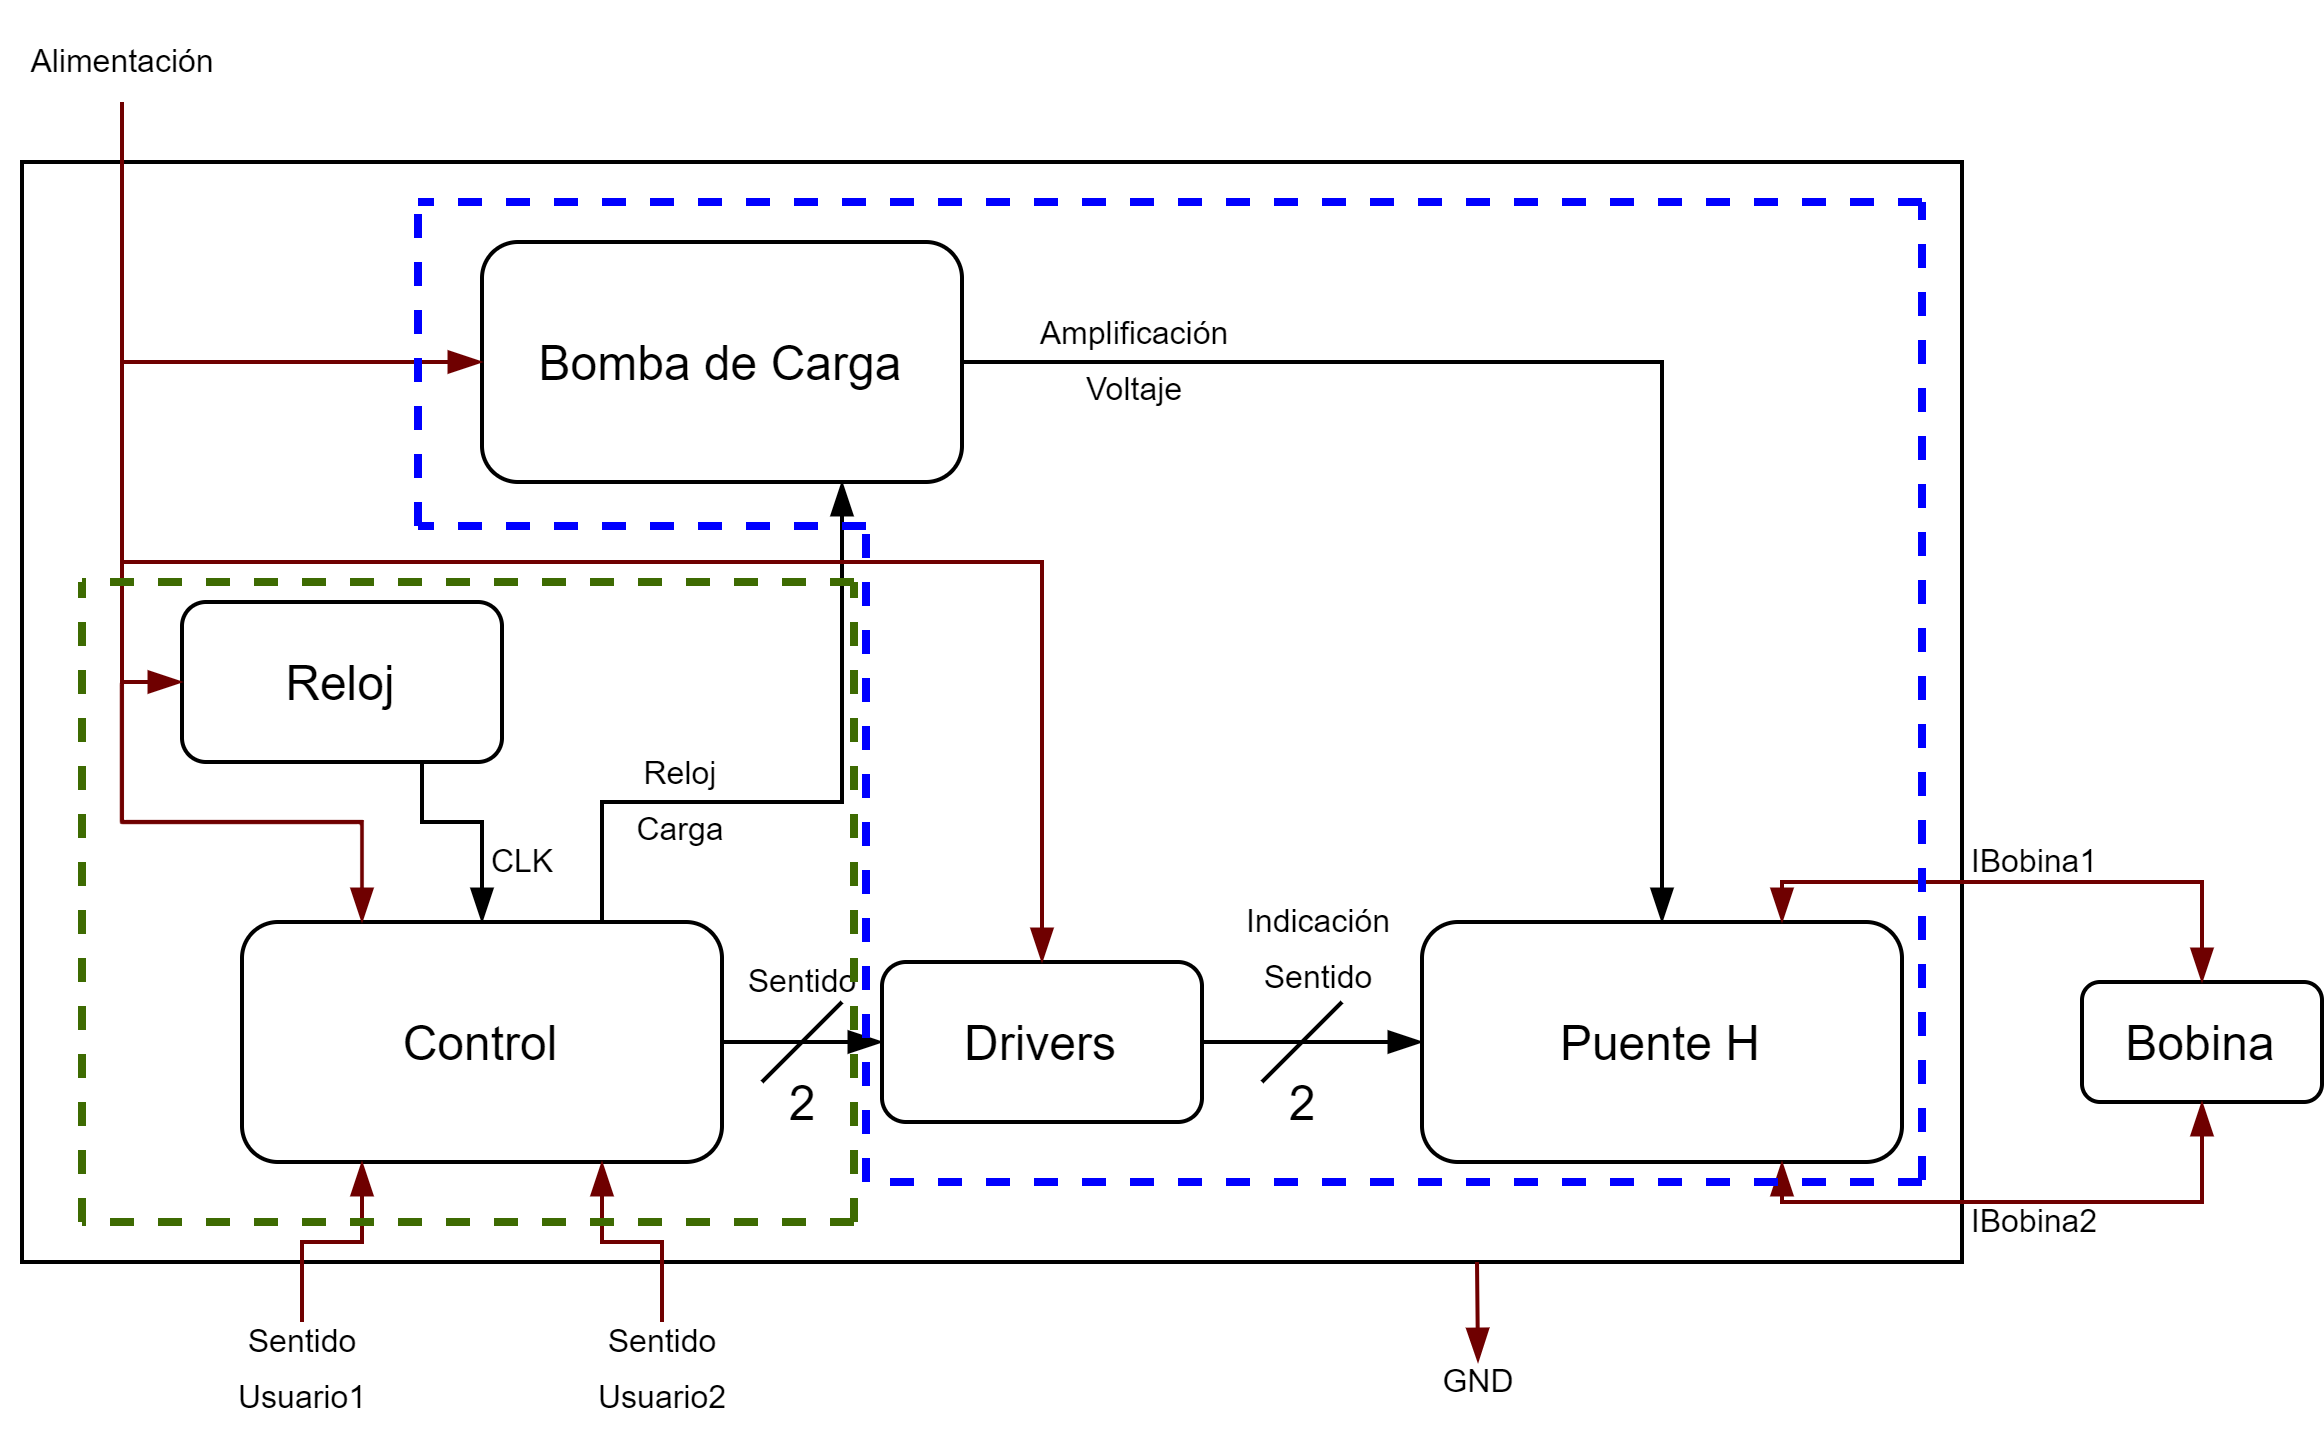 Alimentación
Bomba de Carga
Amplificación
Voltaje
Reloj
Reloj
Carga
CLK
IBobina1
Indicación
Sentido
Sentido
Control
2
Drivers
2
Puente H
Bobina
IBobina2
Sentido
Usuario1
Sentido
Usuario2
GND